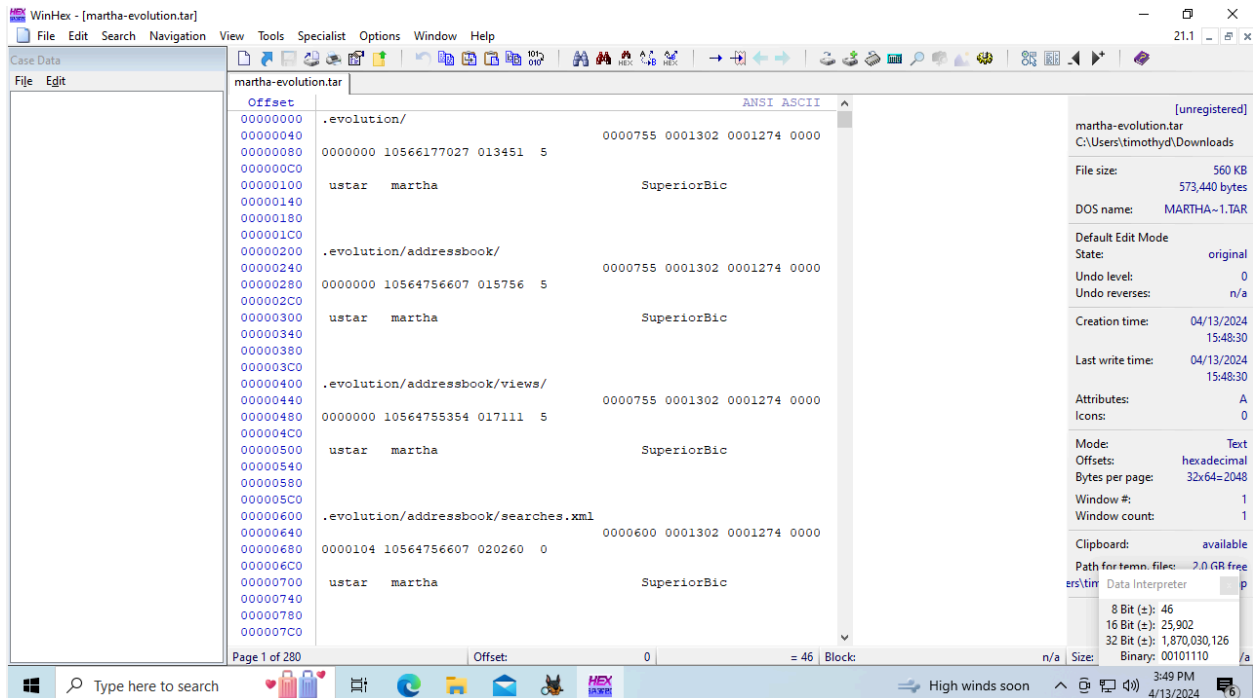 WinHex - [martha-evolution.tar]
File Edit Search Navigation View Tools Specialist Options Window Help
21.1
Case Data
File Edit
martha-evolution.tar
Offset ANSI ASCII
00000000 .evolution/
00000040 0000755 0001302 0001274 0000
00000080 0000000 10566177027 013451 5
000000C0
00000100 ustar martha SuperiorBic
00000140
00000180
000001C0
00000200 .evolution/addressbook/
00000240 0000755 0001302 0001274 0000
00000280 0000000 10564756607 015756 5
000002C0
00000300 ustar martha SuperiorBic
00000340
00000380
000003C0
00000400 .evolution/addressbook/views/
00000440 0000755 0001302 0001274 0000
00000480 0000000 10564755354 017111 5
000004C0
00000500 ustar martha SuperiorBic
00000540
00000580
000005C0
00000600 .evolution/addressbook/searches.xml
00000640 0000600 0001302 0001274 0000
00000680 0000104 10564756607 020260 0
000006C0
00000700 ustar martha SuperiorBic
00000740
00000780
000007C0
Page 1 of 280 Offset: 0 = 46 Block: n/a Size: /a
[unregistered]
martha-evolution.tar
C:\Users\timothyd\Downloads
File size: 560 KB
573,440 bytes
DOS name: MARTHA~1.TAR
Default Edit Mode
State: original
Undo level: 0
Undo reverses: n/a
Creation time: 04/13/2024
15:48:30
Last write time: 04/13/2024
15:48:30
Attributes: A
Icons: 0
Mode: Text
Offsets: hexadecimal
Bytes per page: 32x64=2048
Window #: 1
Window count: 1
Clipboard: available
Path for temp. files: 2.0 GB free
ers\tim p
Data Interpreter
8 Bit (±): 46
16 Bit (±): 25,902
32 Bit (±): 1,870,030,126
Binary: 00101110
Type here to search
HEX
High winds soon
3:49 PM
4/13/2024
6